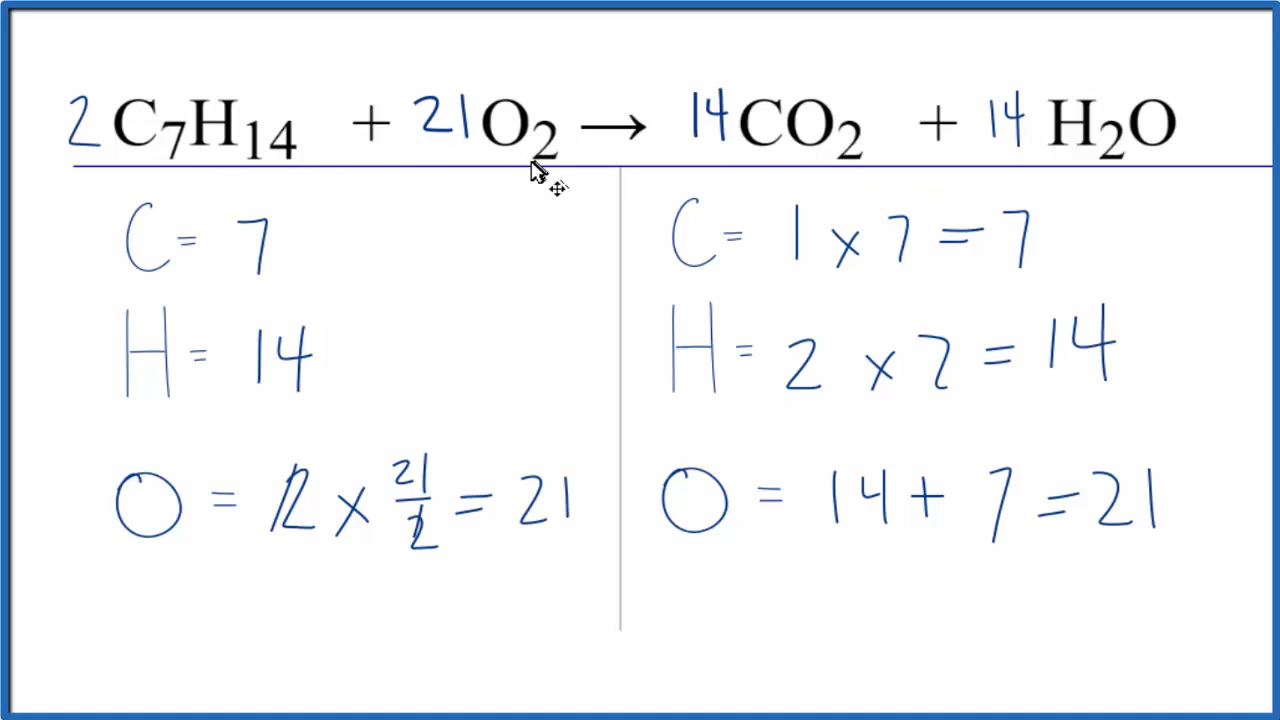 2 C₇H₁₄ + 21 O₂ → 14 CO₂ + 14 H₂O
C = 7
C = 1 x 7 = 7
H = 14
H = 2 x 7 = 14
O = 2 x 21/2 = 21
O = 14 + 7 = 21